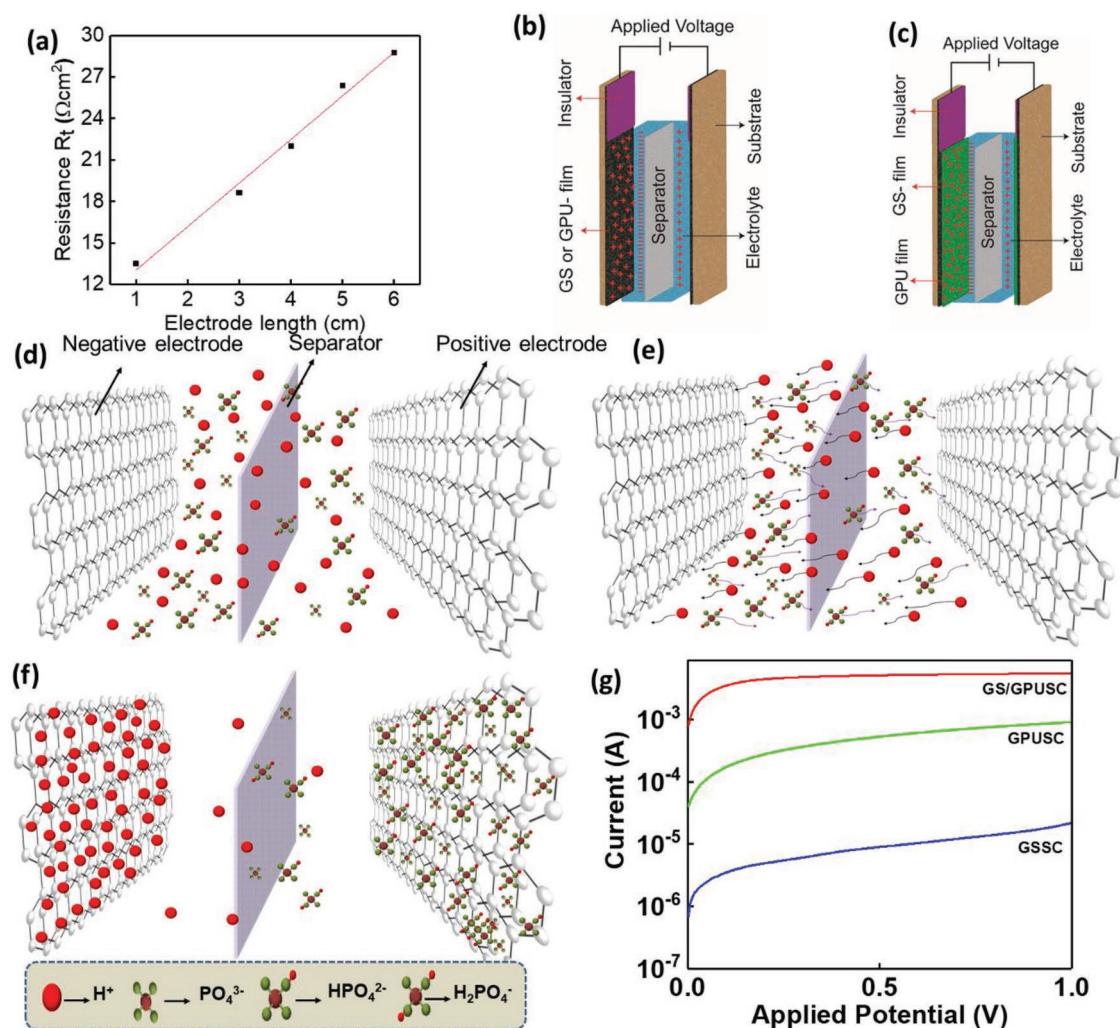 (a)
Resistance Rt (Ωcm²)
30
27
24
21
18
15
12
1 2 3 4 5 6
Electrode length (cm)
(b)
Applied Voltage
Insulator
GS or GPU- film
Separator
Substrate
Electrolyte
(c)
Applied Voltage
Insulator
GS- film
GPU film
Separator
Substrate
Electrolyte
(d)
Negative electrode
Separator
Positive electrode
(e)
(f)
H⁺
PO₄³⁻
HPO₄²⁻
H₂PO₄⁻
(g)
Current (A)
10⁻³
10⁻⁴
10⁻⁵
10⁻⁶
10⁻⁷
GS/GPUSC
GPUSC
GSSC
0.0 0.5 1.0
Applied Potential (V)